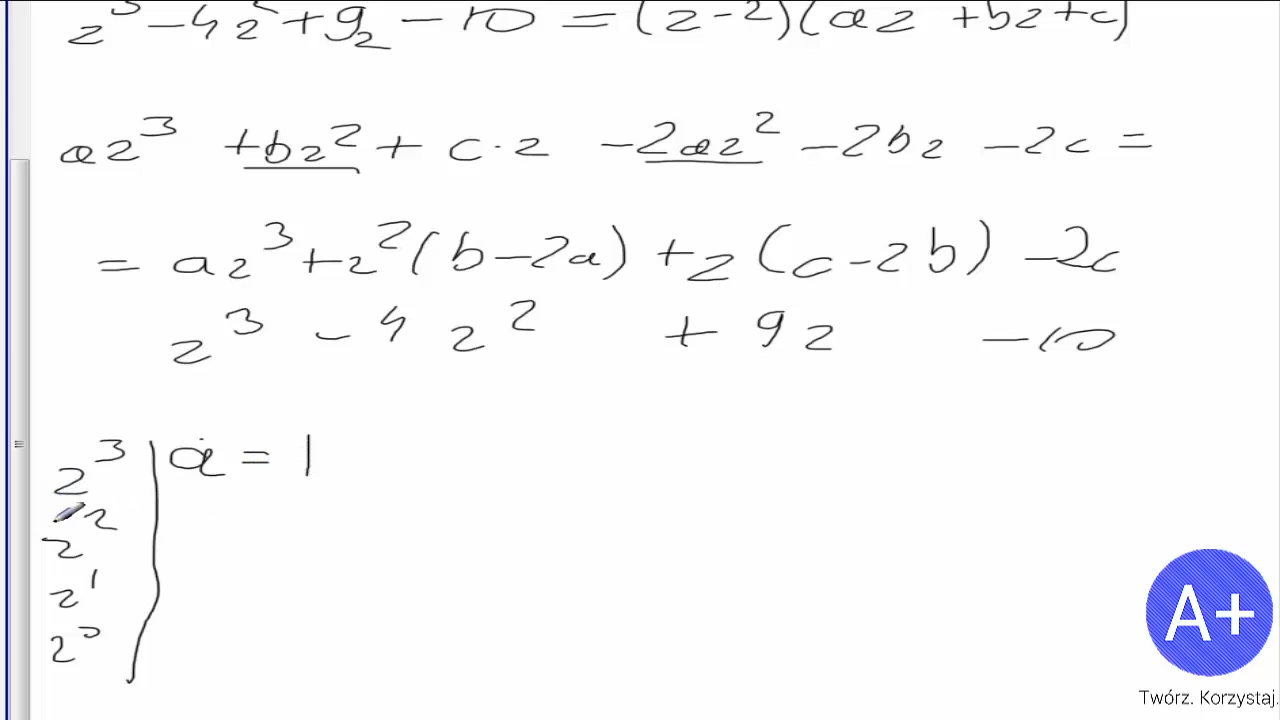 z³ - 4z² + 9z - 10 = (z-2)(az + bz + c)
az³ + bz² + c·z - 2az² - 2bz - 2c =
= az³ + z²(b - 2a) + z(c - 2b) - 2c
z³ - 4z² + 9z - 10
z³ | a = 1
z²
z¹
z⁰
A+
Twórz. Korzystaj.